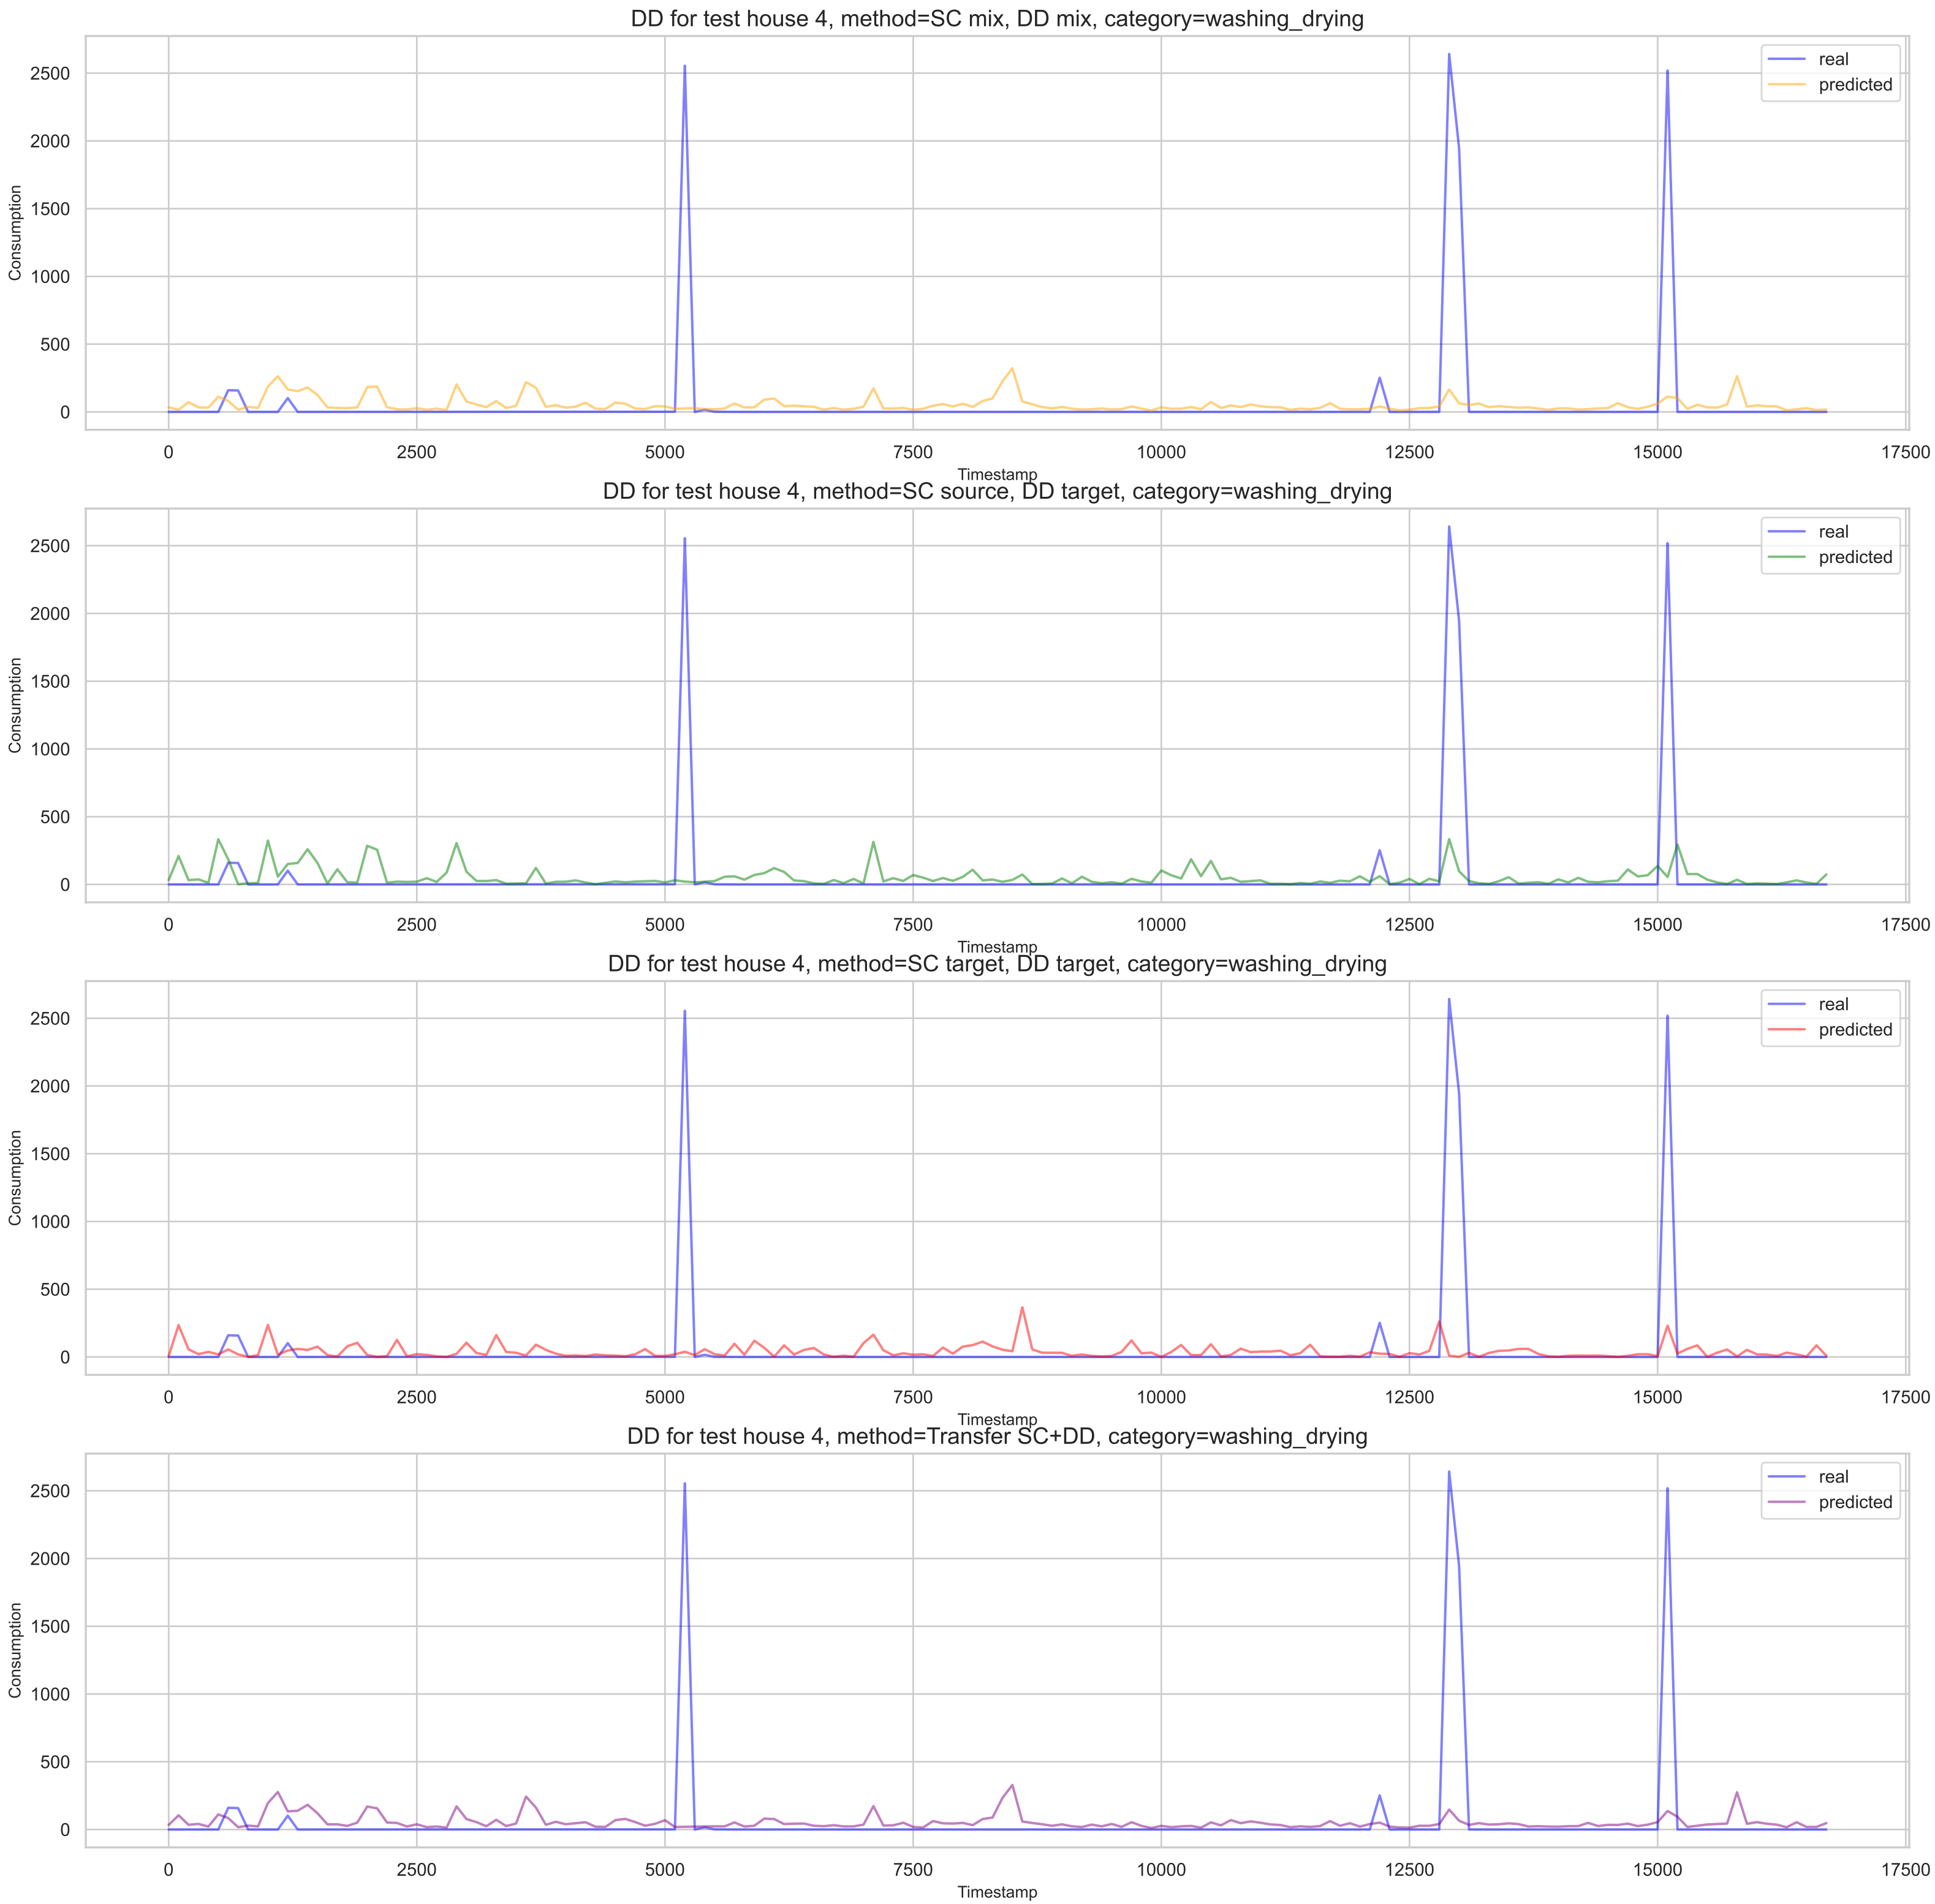 DD for test house 4, method=SC mix, DD mix, category=washing_drying
real
predicted
2500
2000
1500
1000
500
0
Consumption
0 2500 5000 7500 10000 12500 15000 17500
Timestamp
DD for test house 4, method=SC source, DD target, category=washing_drying
real
predicted
2500
2000
1500
1000
500
0
Consumption
0 2500 5000 7500 10000 12500 15000 17500
Timestamp
DD for test house 4, method=SC target, DD target, category=washing_drying
real
predicted
2500
2000
1500
1000
500
0
Consumption
0 2500 5000 7500 10000 12500 15000 17500
Timestamp
DD for test house 4, method=Transfer SC+DD, category=washing_drying
real
predicted
2500
2000
1500
1000
500
0
Consumption
0 2500 5000 7500 10000 12500 15000 17500
Timestamp